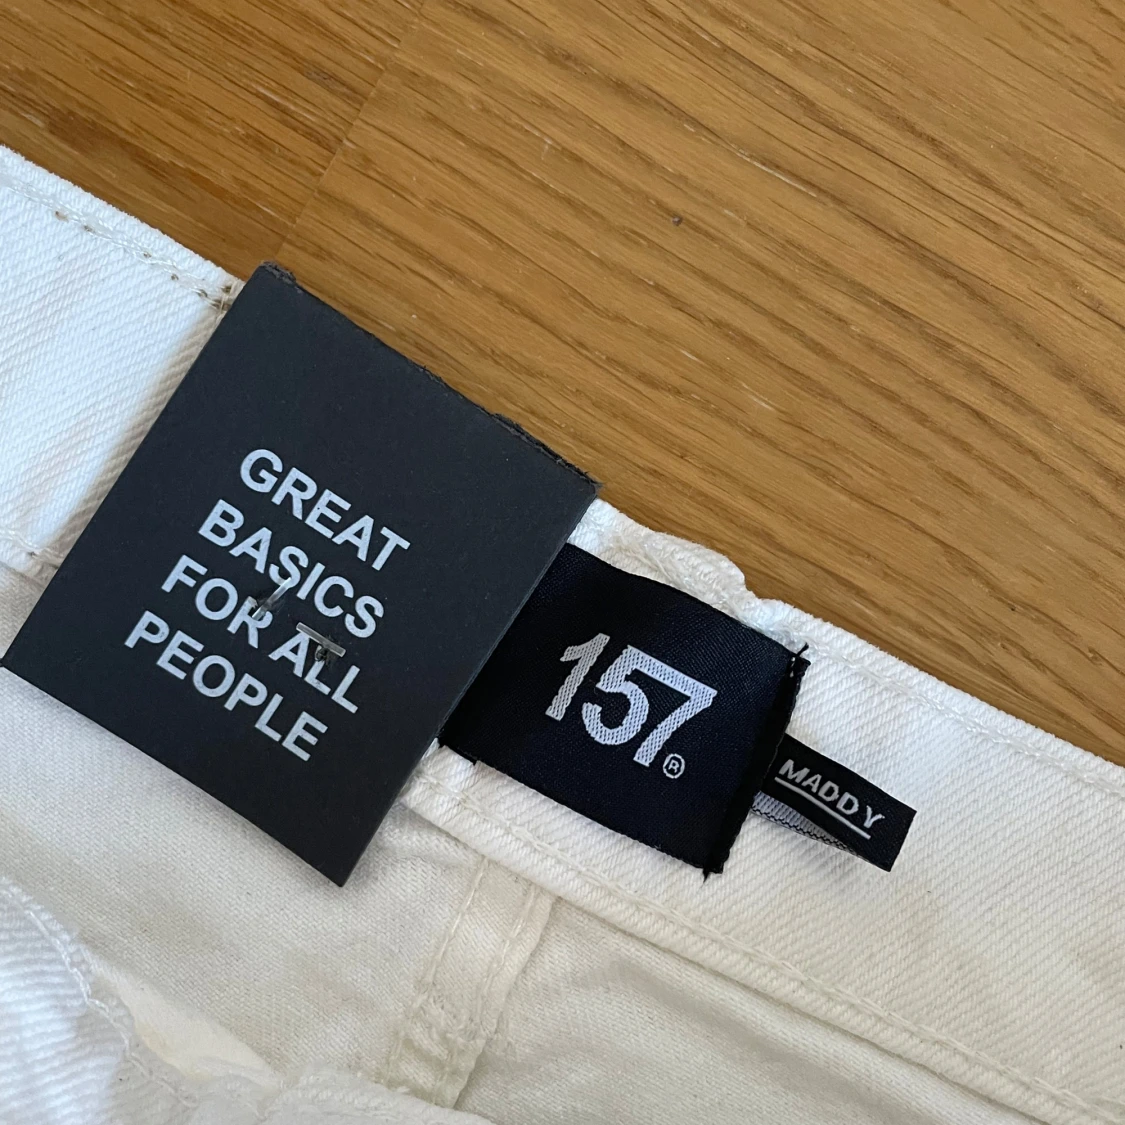 GREAT
BASICS
FOR ALL
PEOPLE
157®
MADDY